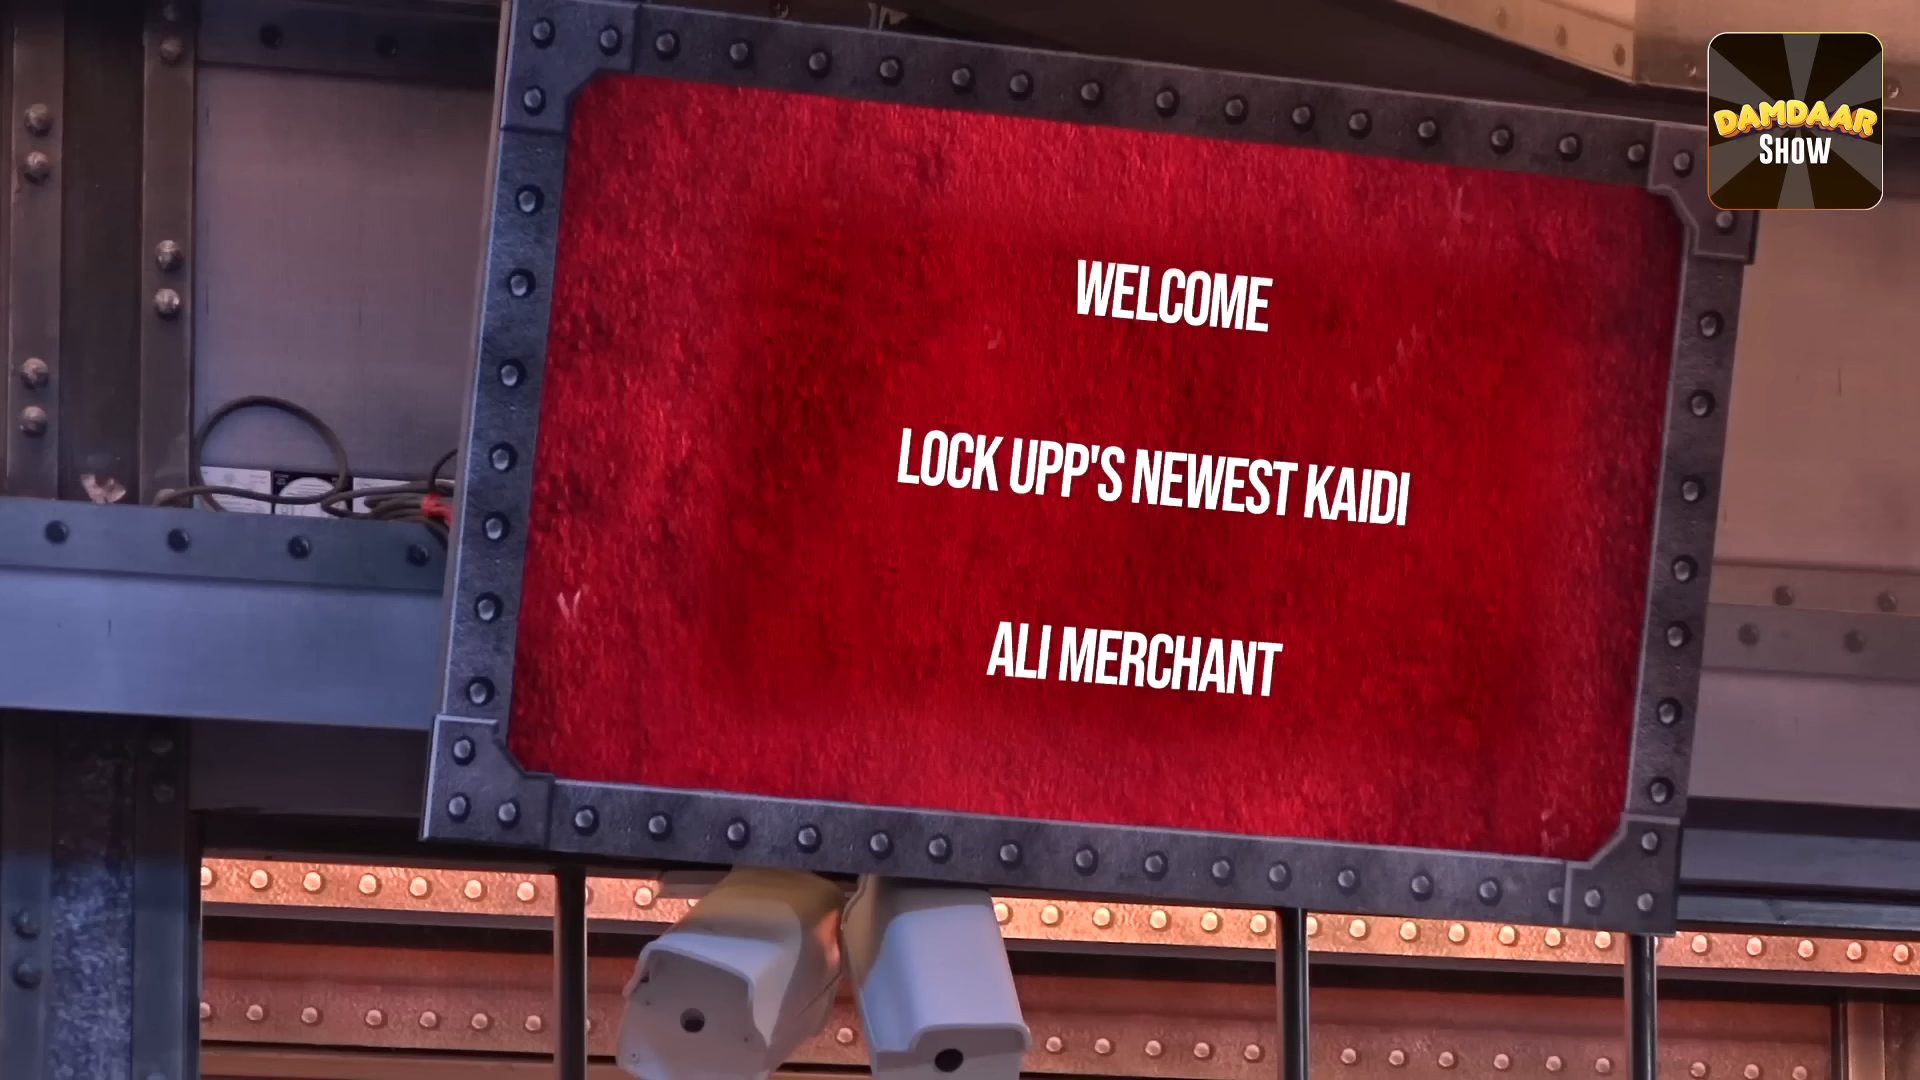 DAMDAAR
SHOW
WELCOME
LOCK UPP'S NEWEST KAIDI
ALI MERCHANT